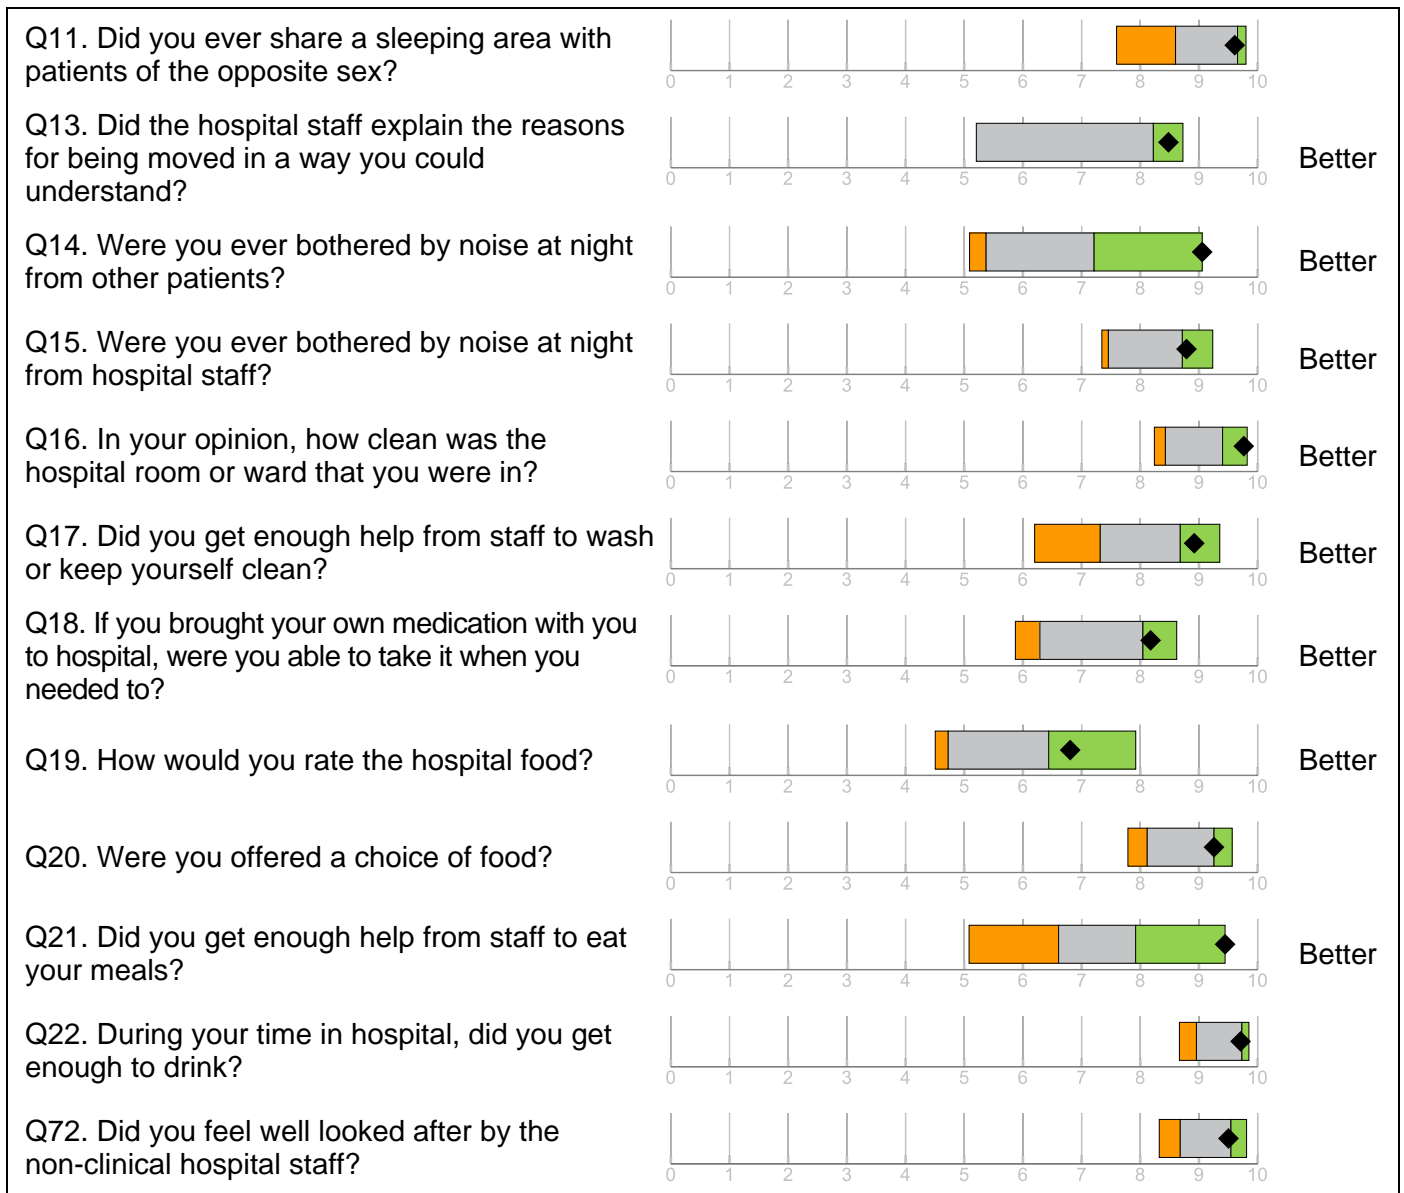 Q11. Did you ever share a sleeping area with
patients of the opposite sex?
0 1 2 3 4 5 6 7 8 9 10
Q13. Did the hospital staff explain the reasons
for being moved in a way you could
understand?
0 1 2 3 4 5 6 7 8 9 10
Better
Q14. Were you ever bothered by noise at night
from other patients?
0 1 2 3 4 5 6 7 8 9 10
Better
Q15. Were you ever bothered by noise at night
from hospital staff?
0 1 2 3 4 5 6 7 8 9 10
Better
Q16. In your opinion, how clean was the
hospital room or ward that you were in?
0 1 2 3 4 5 6 7 8 9 10
Better
Q17. Did you get enough help from staff to wash
or keep yourself clean?
0 1 2 3 4 5 6 7 8 9 10
Better
Q18. If you brought your own medication with you
to hospital, were you able to take it when you
needed to?
0 1 2 3 4 5 6 7 8 9 10
Better
Q19. How would you rate the hospital food?
0 1 2 3 4 5 6 7 8 9 10
Better
Q20. Were you offered a choice of food?
0 1 2 3 4 5 6 7 8 9 10
Q21. Did you get enough help from staff to eat
your meals?
0 1 2 3 4 5 6 7 8 9 10
Better
Q22. During your time in hospital, did you get
enough to drink?
0 1 2 3 4 5 6 7 8 9 10
Q72. Did you feel well looked after by the
non-clinical hospital staff?
0 1 2 3 4 5 6 7 8 9 10